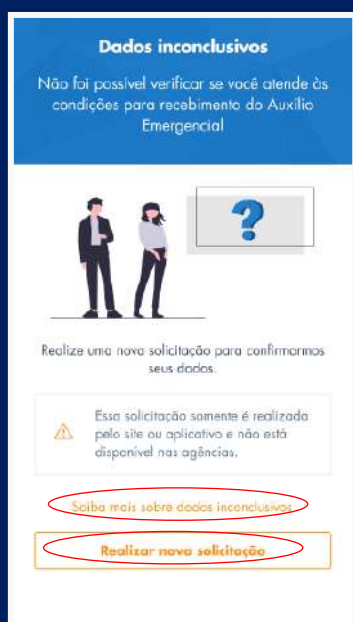 Dados inconclusivos
Não foi possível verificar se você atende às
condições para recebimento do Auxílio
Emergencial
?
Realize uma nova solicitação para confirmarmos
seus dados.
Essa solicitação somente é realizada
pelo site ou aplicativo e não está
disponível nas agências.
Saiba mais sobre dados inconclusivos
Realizar nova solicitação